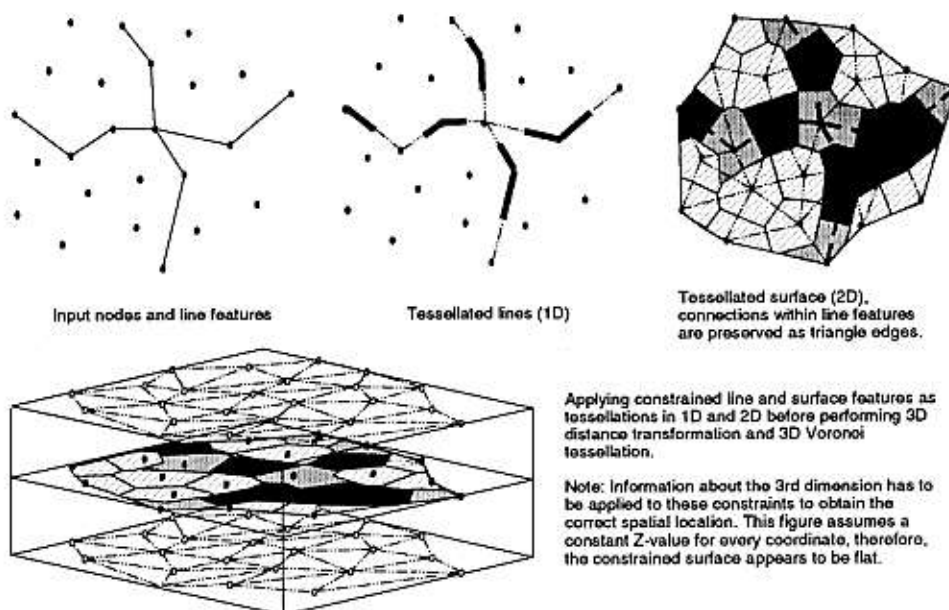 Input nodes and line features
Tessellated lines (1D)
Tessellated surface (2D),
connections within line features
are preserved as triangle edges.
Applying constrained line and surface features as
tessellations in 1D and 2D before performing 3D
distance transformation and 3D Voronoi
tessellation.
Note: Information about the 3rd dimension has to
be applied to these constraints to obtain the
correct spatial location. This figure assumes a
constant Z-value for every coordinate, therefore,
the constrained surface appears to be flat.